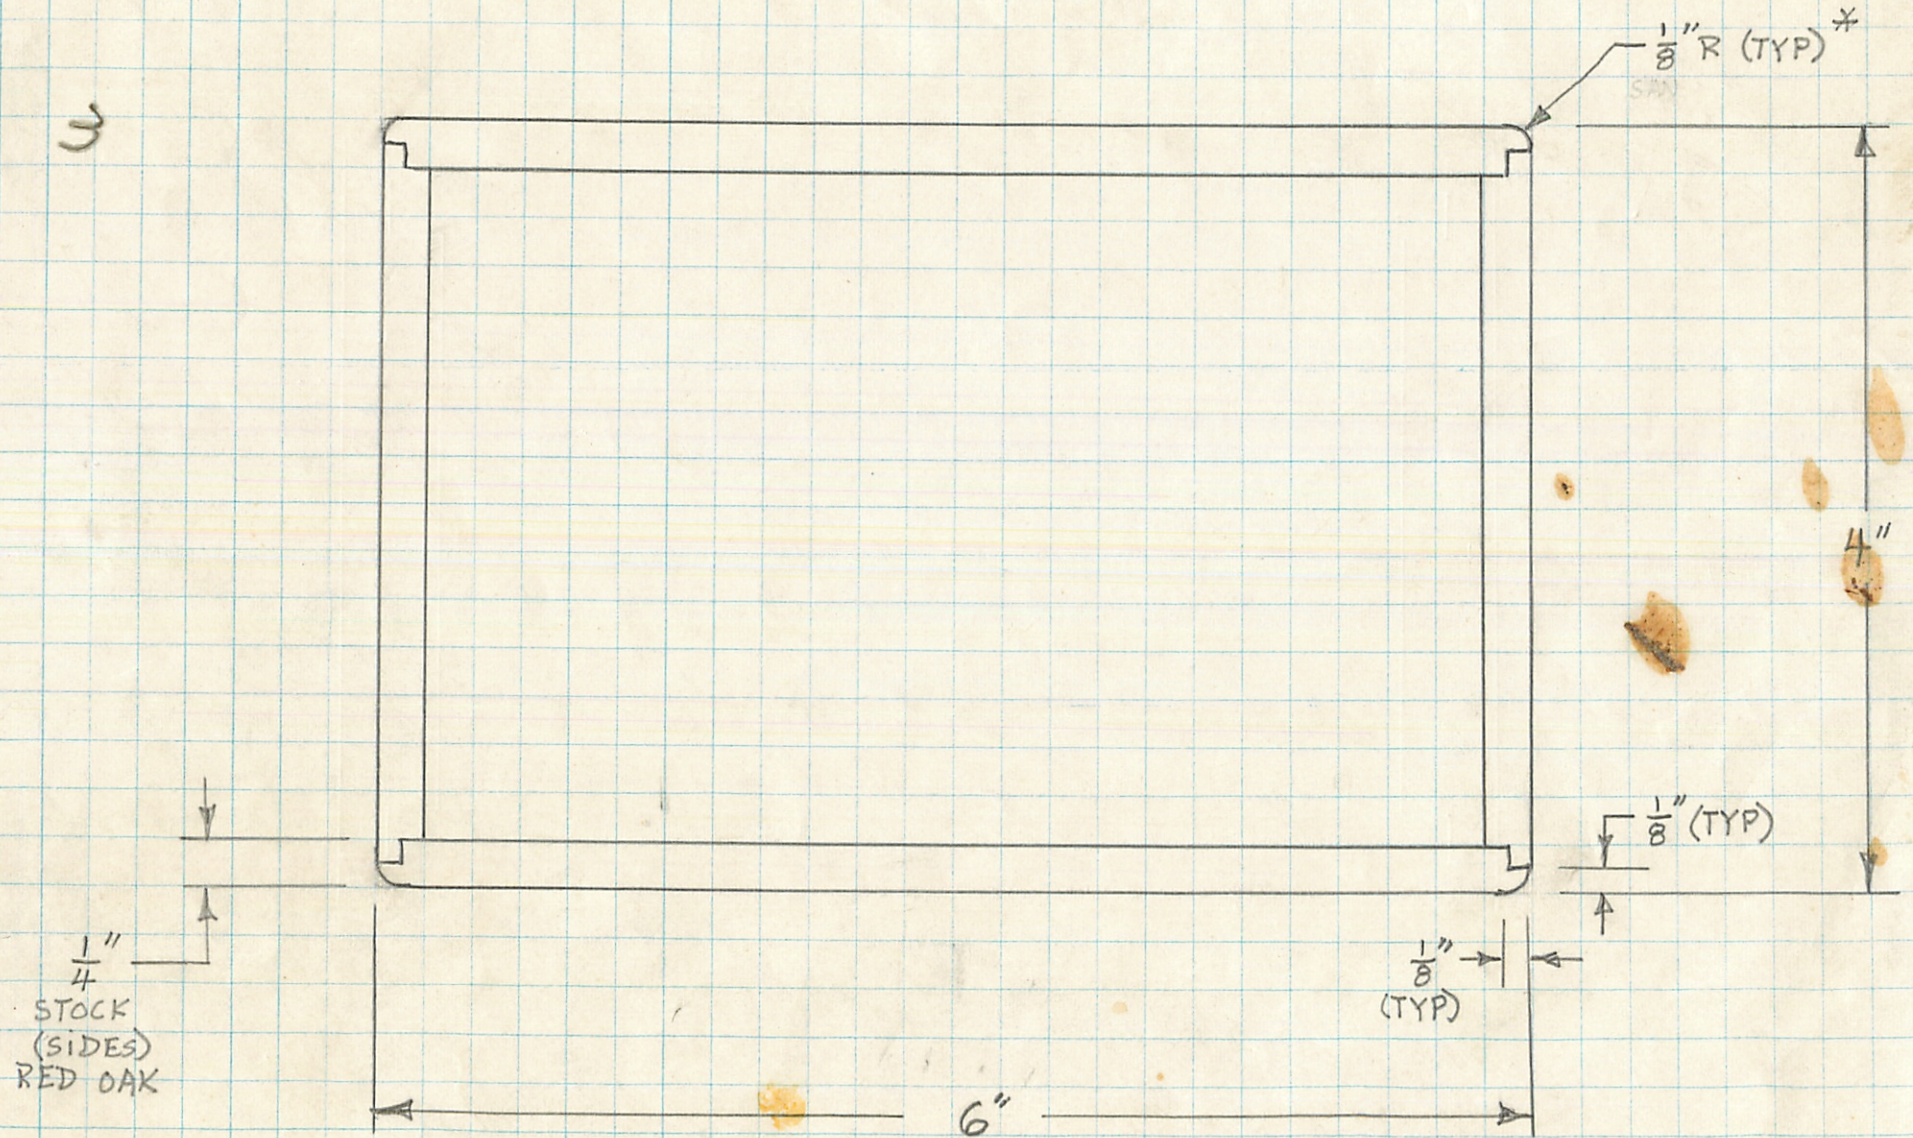 1/8" R (TYP)*
3
4"
1/8" (TYP)
1/4"
STOCK
(SIDES)
RED OAK
1/8"
(TYP)
6"